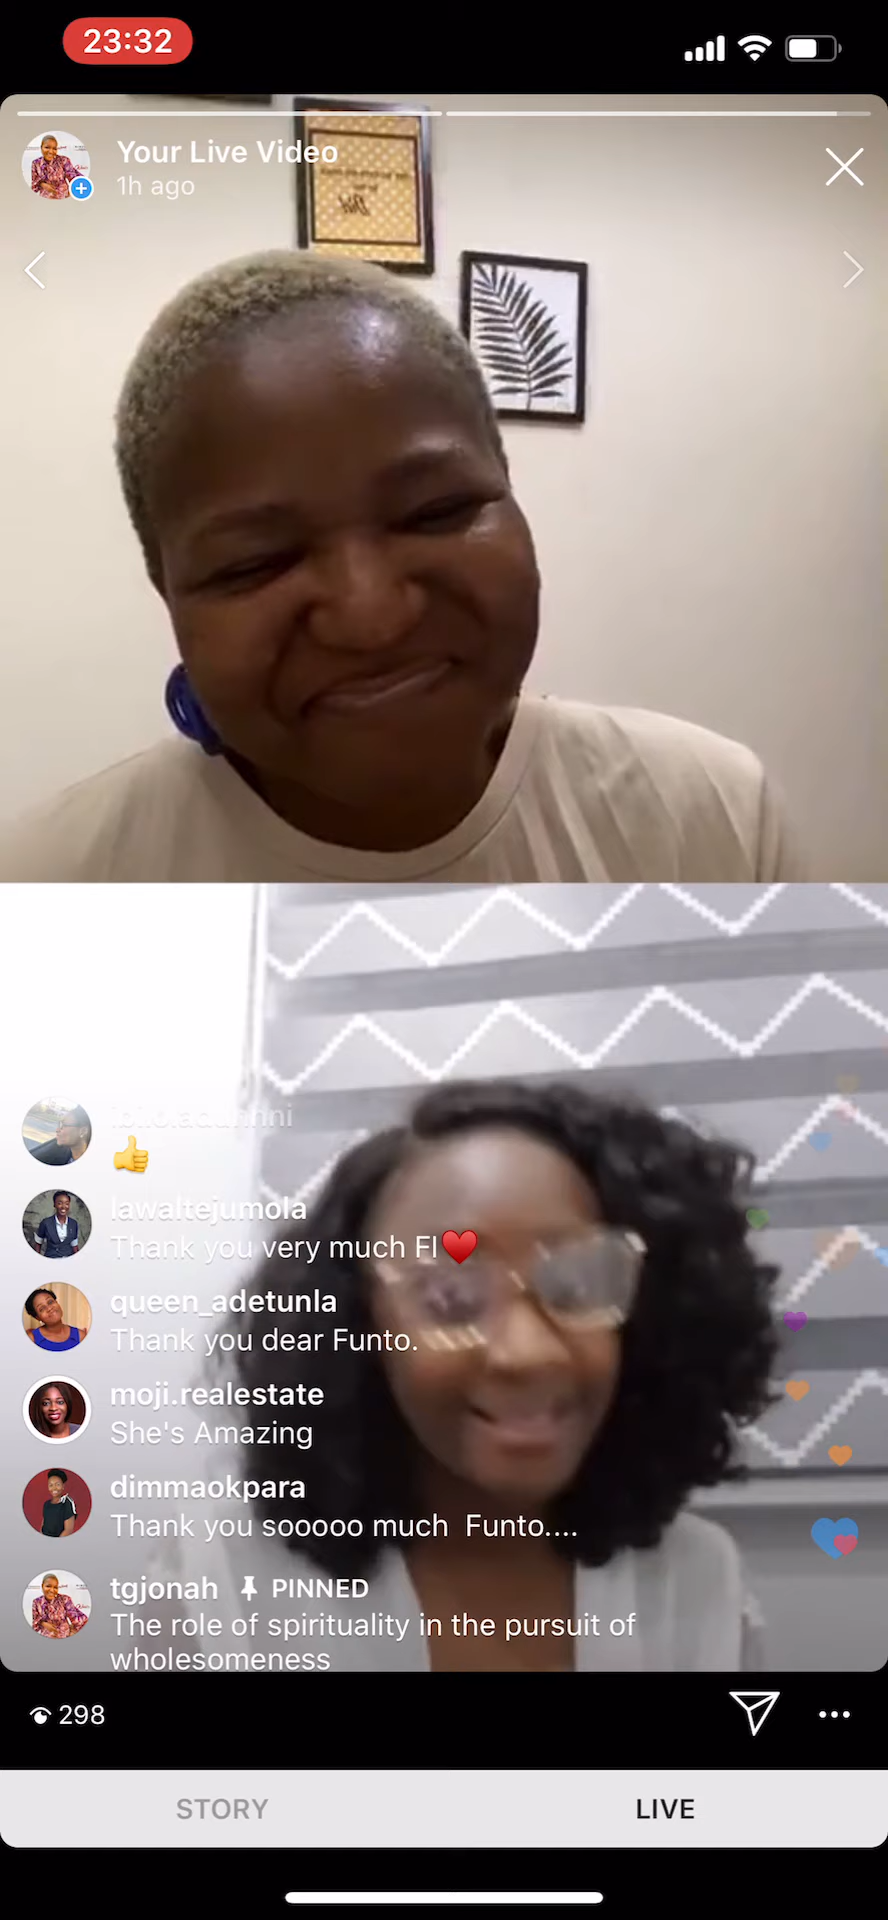 23:32
Your Live Video
1h ago
lawaltejumola
Thank you very much FI❤️
queen_adetunla
Thank you dear Funto.
moji.realestate
She's Amazing
dimmaokpara
Thank you sooooo much Funto....
tgjonah PINNED
The role of spirituality in the pursuit of
wholesomeness
298
STORY
LIVE